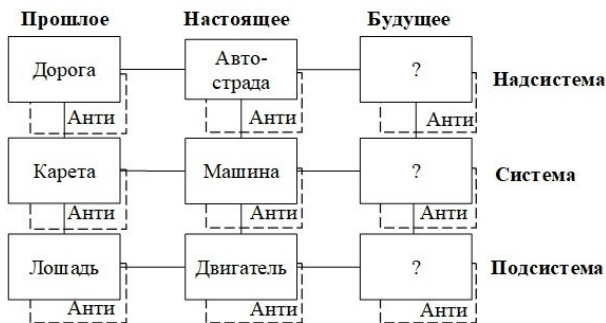 Прошлое Настоящее Будущее
Дорога
Авто-
страда
?
Надсистема
Анти Анти Анти
Карета Машина ? Система
Анти Анти Анти
Лошадь Двигатель ? Подсистема
Анти Анти Анти